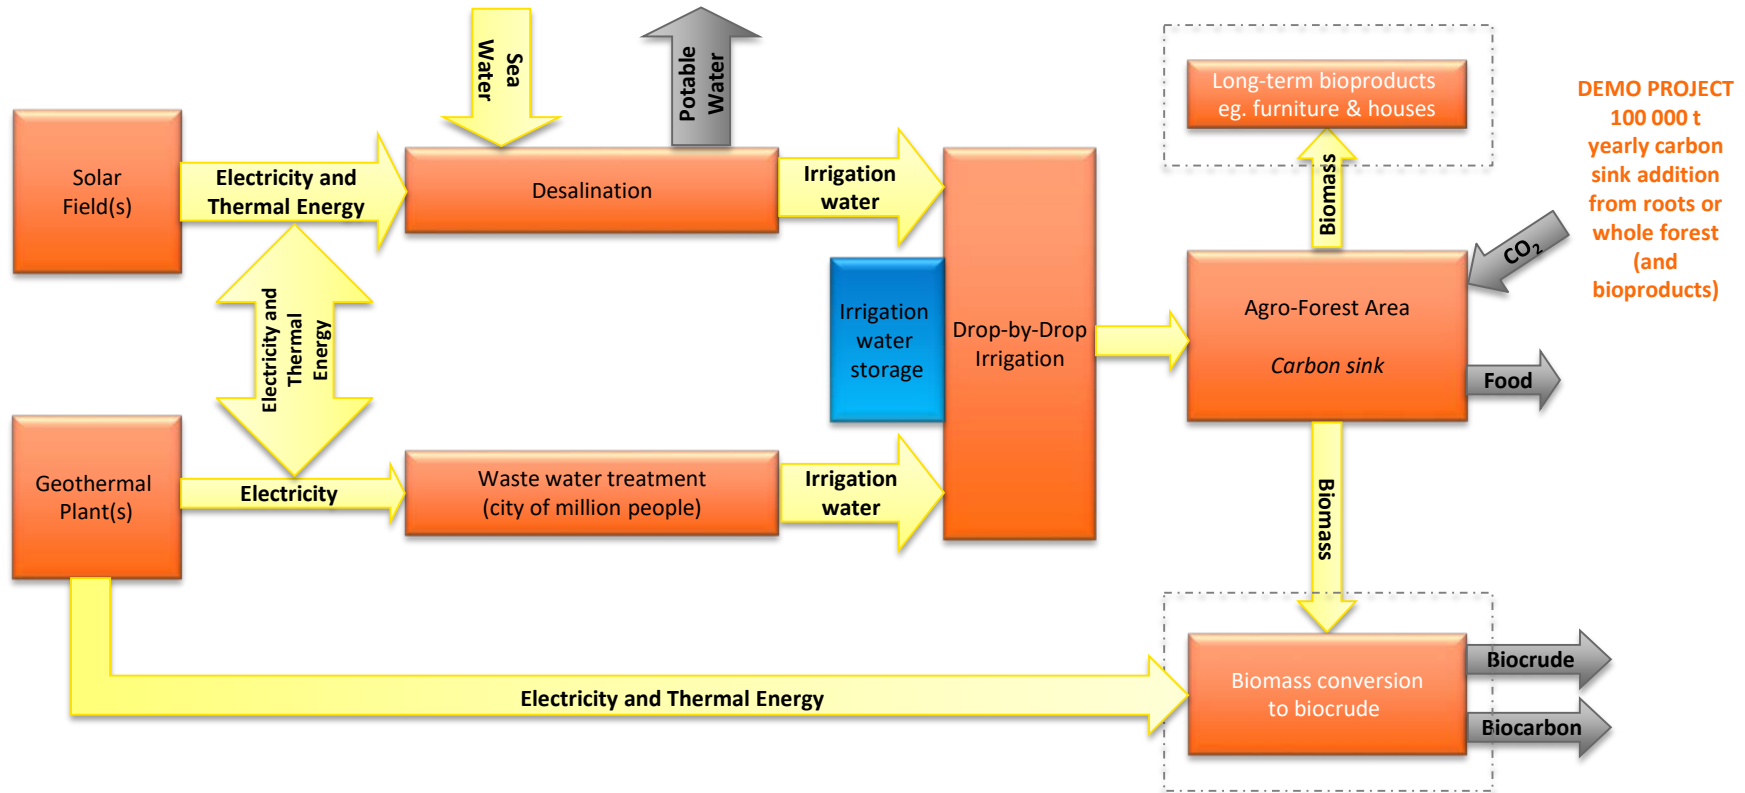 Sea
Water
Potable
Water
Long-term bioproducts
eg. furniture & houses
DEMO PROJECT
100 000 t
yearly carbon
sink addition
from roots or
whole forest
(and
bioproducts)
Solar
Field(s)
Electricity and
Thermal Energy
Desalination
Irrigation
water
Biomass
CO₂
Electricity and
Thermal
Energy
Irrigation
water
storage
Drop-by-Drop
Irrigation
Agro-Forest Area
Carbon sink
Food
Geothermal
Plant(s)
Electricity
Waste water treatment
(city of million people)
Irrigation
water
Biomass
Electricity and Thermal Energy
Biomass conversion
to biocrude
Biocrude
Biocarbon